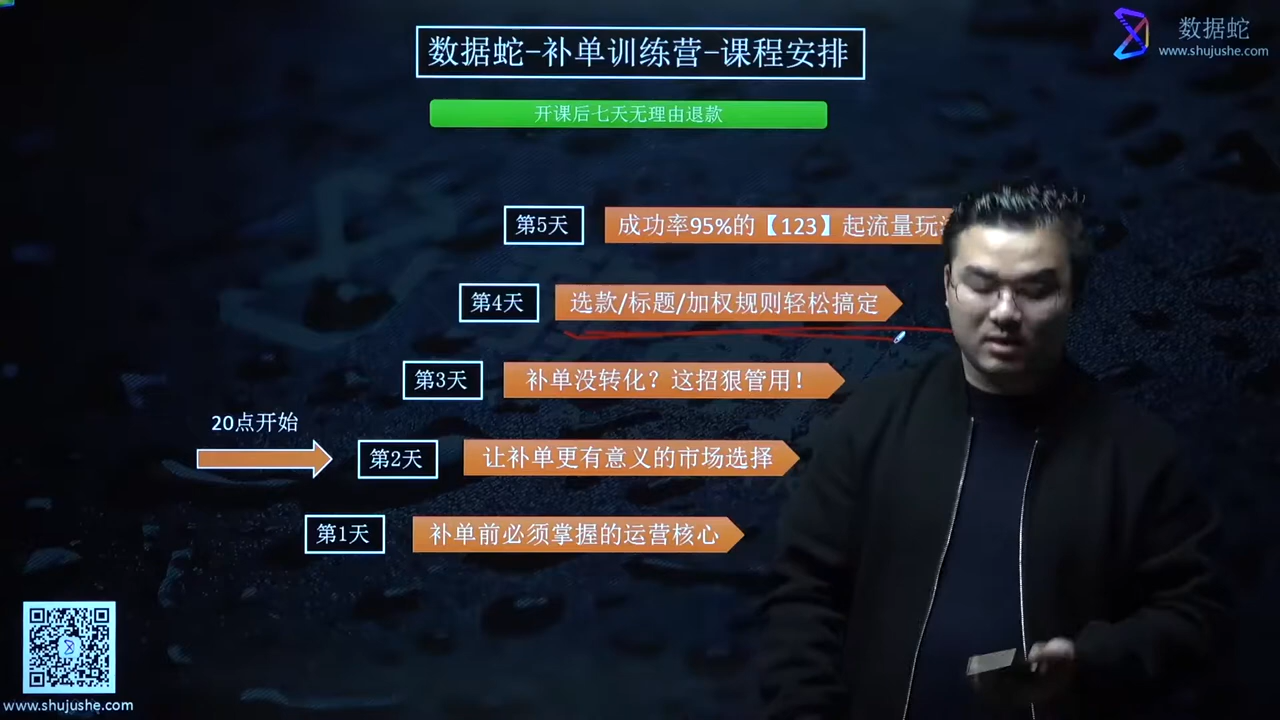 数据蛇
www.shujushe.com
数据蛇-补单训练营-课程安排
开课后七天无理由退款
第5天
成功率95%的【123】起流量玩
第4天
选款/标题/加权规则轻松搞定
第3天
补单没转化？这招狠管用！
20点开始
第2天
让补单更有意义的市场选择
第1天
补单前必须掌握的运营核心
www.shujushe.com